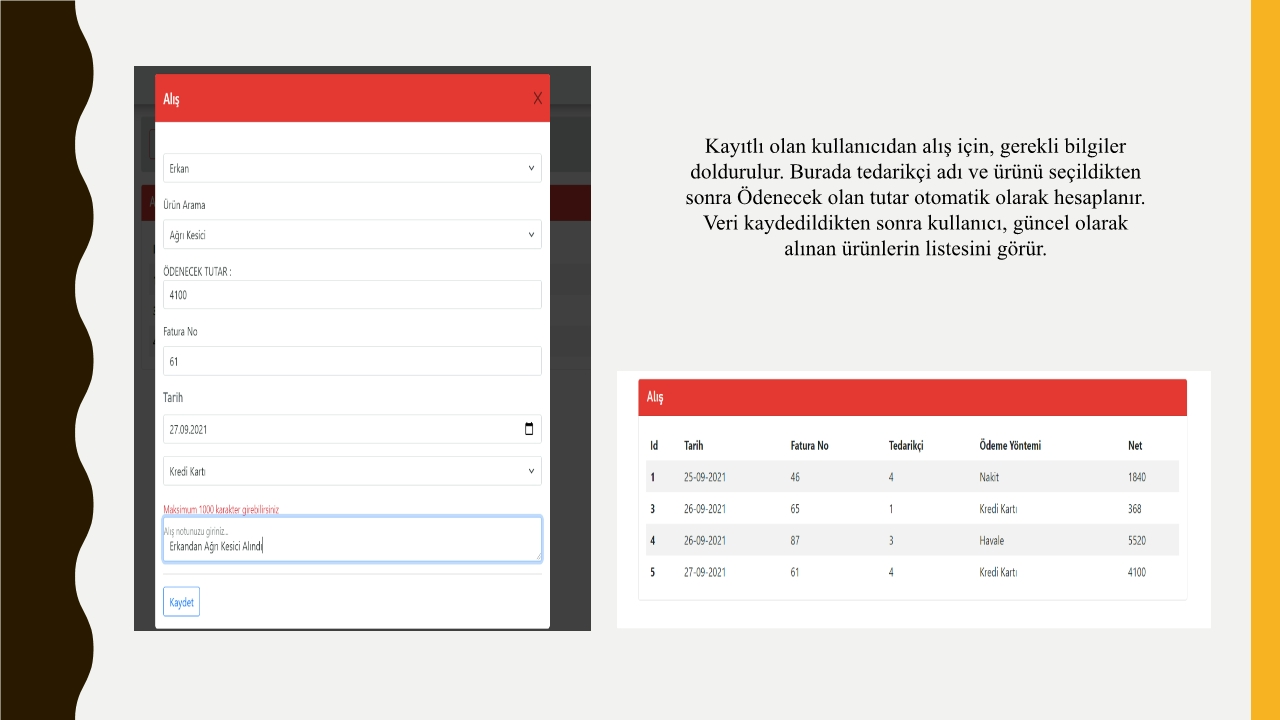 Alış
X
Erkan
Ürün Arama
Ağrı Kesici
ÖDENECEK TUTAR :
4100
Fatura No
61
Tarih
27.09.2021
Kredi Kartı
Maksimum 1000 karakter girebilirsiniz
Alış notunuzu giriniz..
Erkandan Ağrı Kesici Alındı
Kaydet
Kayıtlı olan kullanıcıdan alış için, gerekli bilgiler
doldurulur. Burada tedarikçi adı ve ürünü seçildikten
sonra Ödenecek olan tutar otomatik olarak hesaplanır.
Veri kaydedildikten sonra kullanıcı, güncel olarak
alınan ürünlerin listesini görür.
Alış
Id Tarih Fatura No Tedarikçi Ödeme Yöntemi Net
1 25-09-2021 46 4 Nakit 1840
3 26-09-2021 65 1 Kredi Kartı 368
4 26-09-2021 87 3 Havale 5520
5 27-09-2021 61 4 Kredi Kartı 4100